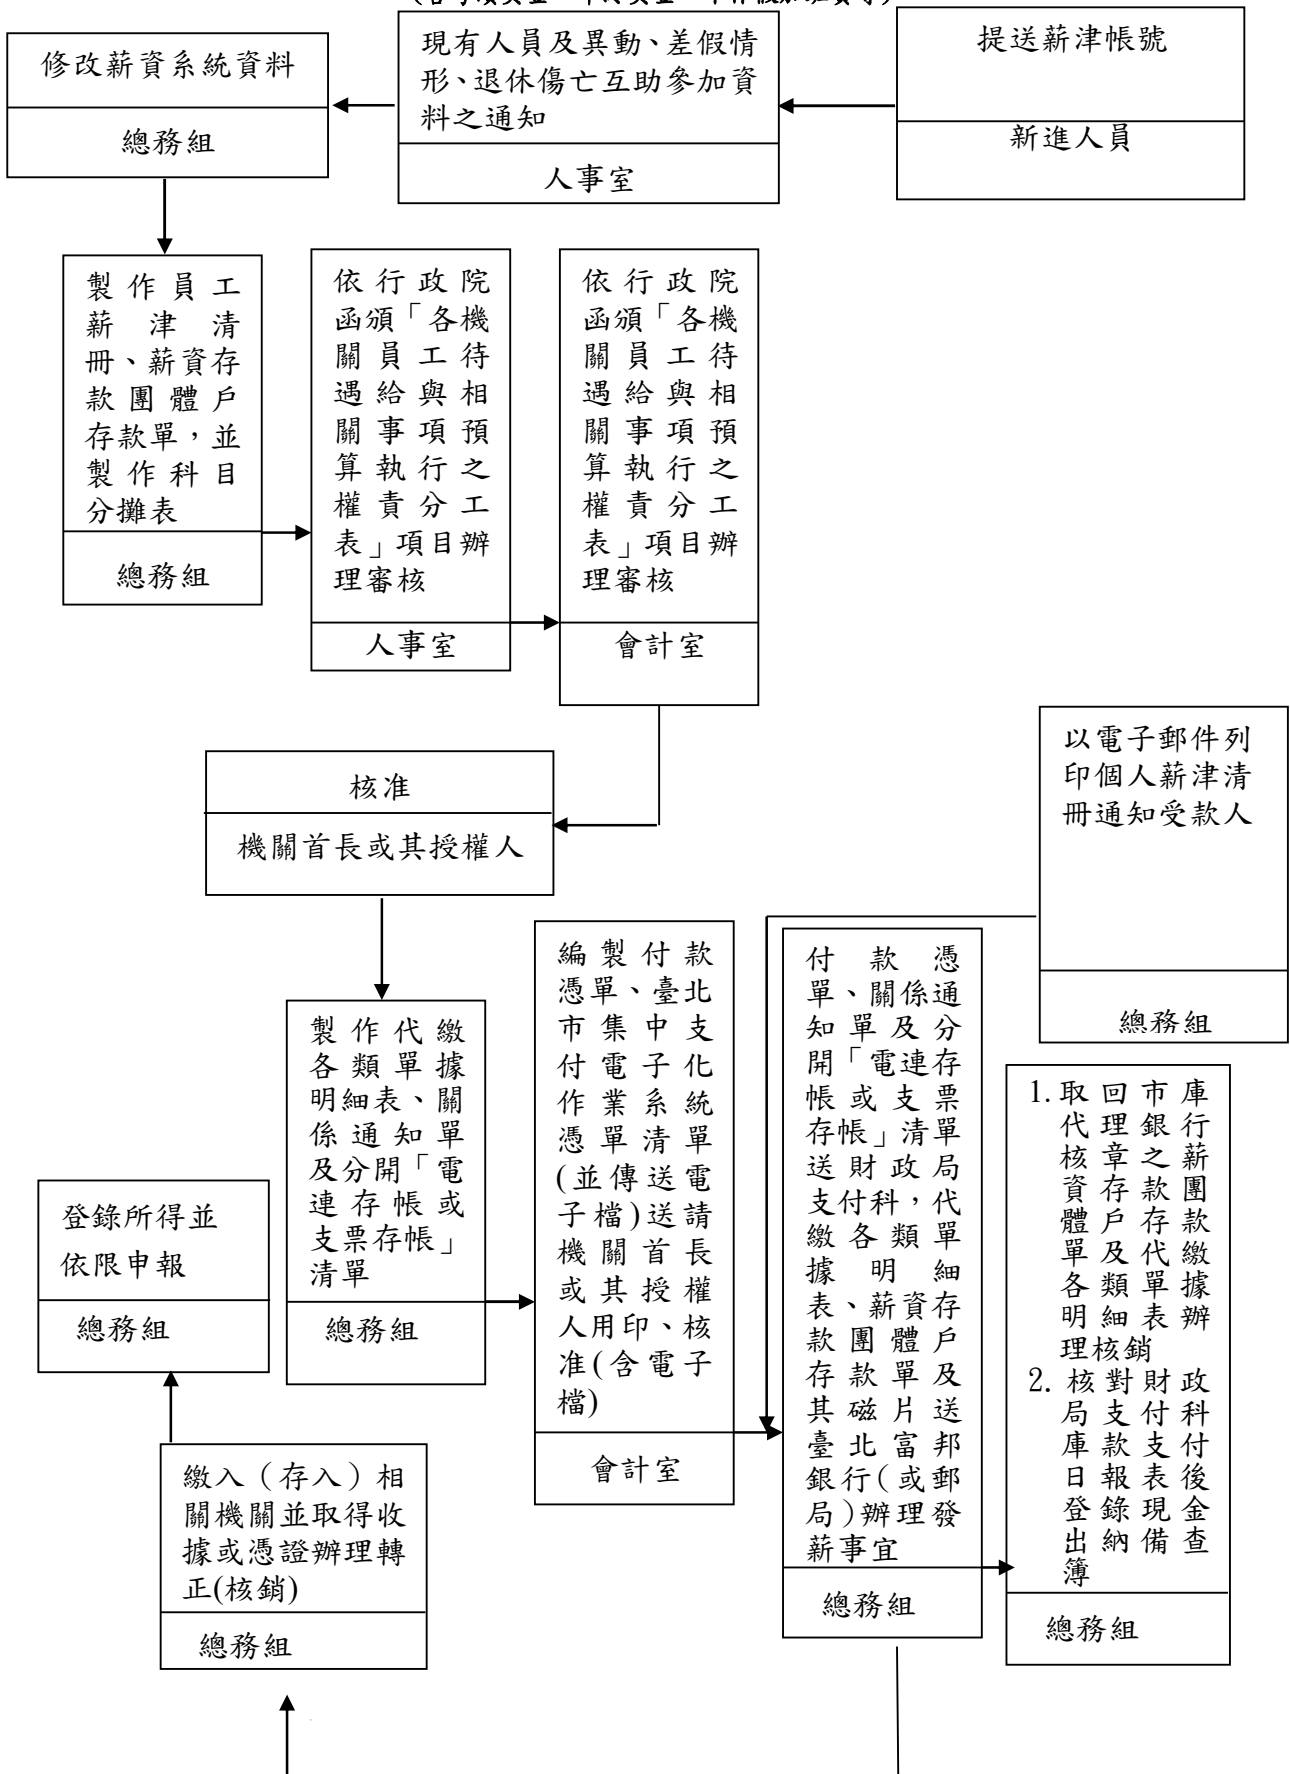 修改薪資系統資料
總務組
現有人員及異動、差假情
形、退休傷亡互助參加資
料之通知
人事室
提送薪津帳號
新進人員
製作員工
薪津清
冊、薪資存
款團體戶
存款單，並
製作科目
分攤表
總務組
依行政院
函頒「各機
關員工待
遇給與相
關事項預
算執行之
權責分工
表」項目辦
理審核
人事室
依行政院
函頒「各機
關員工待
遇給與相
關事項預
算執行之
權責分工
表」項目辦
理審核
會計室
核准
機關首長或其授權人
以電子郵件列
印個人薪津清
冊通知受款人
總務組
製作代繳
各類單據
明細表、關
係通知單
及分開「電
連存帳或
支票存帳」
清單
總務組
編製付款
憑單、臺北
市集中支
付電子化
作業系統
憑單清單
(並傳送電
子檔)送請
機關首長
或其授權
人用印、核
准(含電子
檔)
會計室
付款憑
單、關係通
知單及分
開「電連存
帳或支票
存帳」清單
送財政局
支付科，代
繳各類單
據明細
表、薪資存
款團體戶
存款單及
其磁片送
臺北富邦
銀行(或郵
局)辦理發
薪事宜
總務組
1.取回市庫
代理銀行
核章之薪
資存款團
體戶存款
單及代繳
各類單據
明細表辦
理核銷
2.核對財政
局支付科
庫款支付
日報表後
登錄現金
出納備查
簿
總務組
登錄所得並
依限申報
總務組
繳入（存入）相
關機關並取得收
據或憑證辦理轉
正(核銷)
總務組